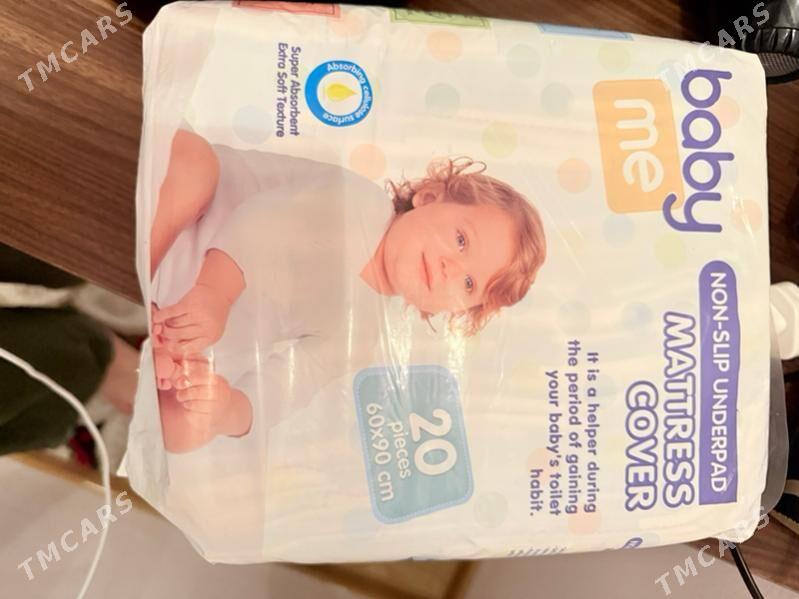 baby
me
NON-SLIP UNDERPAD
MATTRESS
COVER
It is a helper during
the period of gaining
your baby's toilet
habit.
20
pieces
60x90 cm
Absorbing cellulose surface
Super Absorbent
Extra Soft Texture
TMCARS
TMCARS
TMCARS
TMCARS
TMCARS